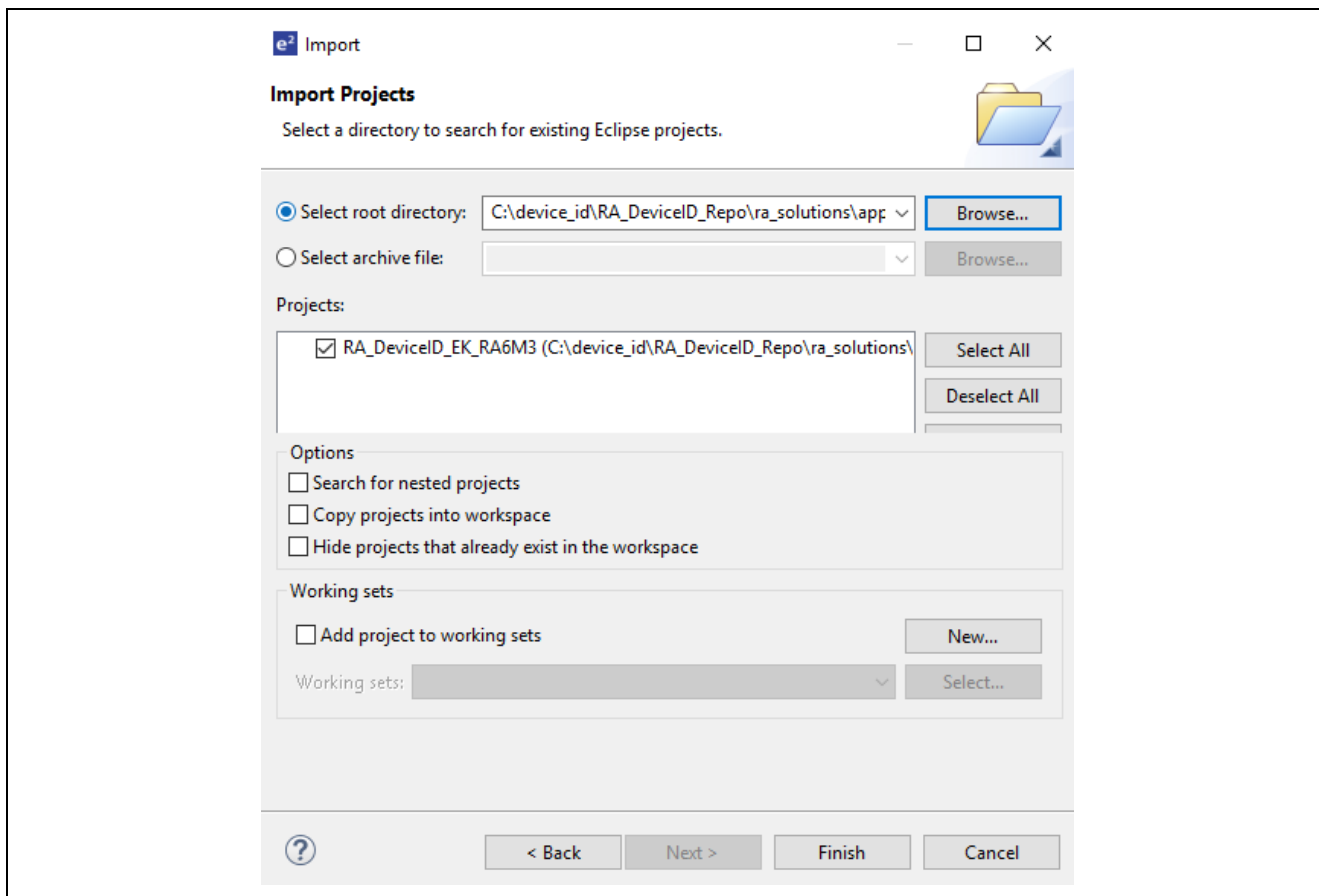 e² Import
Import Projects
Select a directory to search for existing Eclipse projects.
Select root directory: C:\device_id\RA_DeviceID_Repo\ra_solutions\app Browse...
Select archive file: Browse...
Projects:
RA_DeviceID_EK_RA6M3 (C:\device_id\RA_DeviceID_Repo\ra_solutions\ Select All
Deselect All
Options
Search for nested projects
Copy projects into workspace
Hide projects that already exist in the workspace
Working sets
Add project to working sets New...
Working sets: Select...
? < Back Next > Finish Cancel